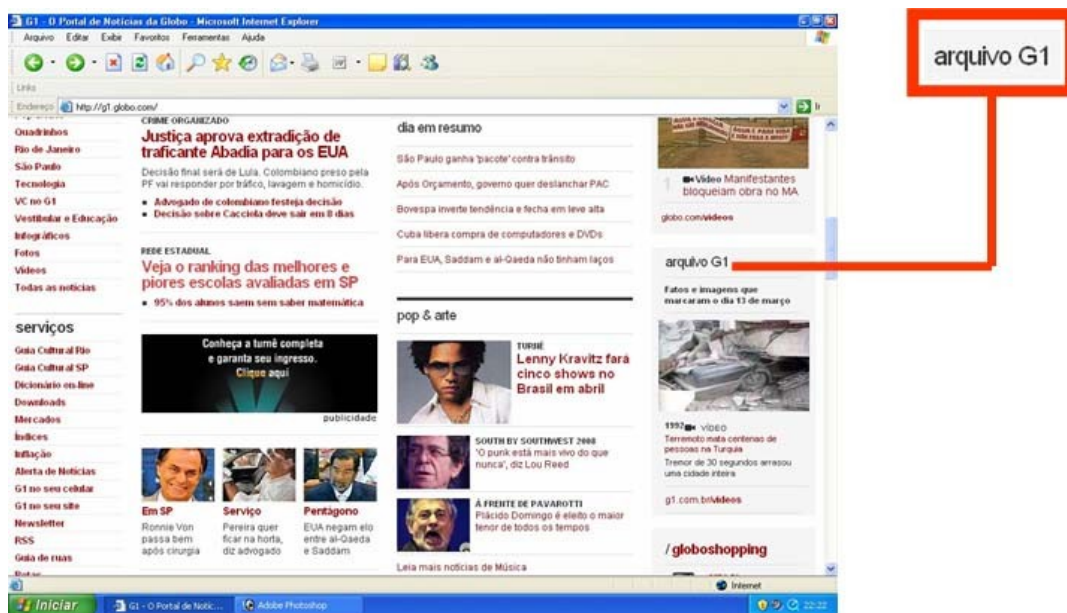 G1 - O Portal de Notícias da Globo - Microsoft Internet Explorer
Arquivo Editar Exibir Favoritos Ferramentas Ajuda
Links
Endereço http://g1.globo.com/ Ir
Quadrinhos
Rio de Janeiro
São Paulo
Tecnologia
VC no G1
Vestibular e Educação
Infográficos
Fotos
Vídeos
Todas as notícias
serviços
Guia Cultural Rio
Guia Cultural SP
Dicionário on-line
Downloads
Mercados
Índices
Inflação
Alerta de Notícias
G1 no seu celular
G1 no seu site
Newsletter
RSS
Guia de ruas
Rotas
CRIME ORGANIZADO
Justiça aprova extradição de
traficante Abadia para os EUA
Decisão final será de Lula. Colombiano preso pela
PF vai responder por tráfico, lavagem e homicídio.
Advogado de colombiano festeja decisão
Decisão sobre Cacciola deve sair em 8 dias
REDE ESTADUAL
Veja o ranking das melhores e
piores escolas avaliadas em SP
95% dos alunos saem sem saber matemática
Conheça a turnê completa
e garanta seu ingresso.
Clique aqui
publicidade
Em SP
Ronnie Von
passa bem
após cirurgia
Serviço
Pereira quer
ficar na horta,
diz advogado
Pentágono
EUA negam elo
entre al-Qaeda
e Saddam
dia em resumo
São Paulo ganha 'pacote' contra trânsito
Após Orçamento, governo quer deslanchar PAC
Bovespa inverte tendência e fecha em leve alta
Cuba libera compra de computadores e DVDs
Para EUA, Saddam e al-Qaeda não tinham laços
pop & arte
TURNÊ
Lenny Kravitz fará
cinco shows no
Brasil em abril
SOUTH BY SOUTHWEST 2008
'O punk está mais vivo do que
nunca', diz Lou Reed
À FRENTE DE PAVAROTTI
Plácido Domingo é eleito o maior
tenor de todos os tempos
Leia mais notícias de Música
1 Vídeo Manifestantes
bloqueiam obra no MA
globo.com/videos
arquivo G1
Fatos e imagens que
marcaram o dia 13 de março
1992 VÍDEO
Terremoto mata centenas de
pessoas na Turquia
Tremor de 30 segundos arrasou
uma cidade inteira
g1.com.br/videos
/globoshopping
Internet
Iniciar G1 - O Portal de Notíc... Adobe Photoshop 22:22
arquivo G1